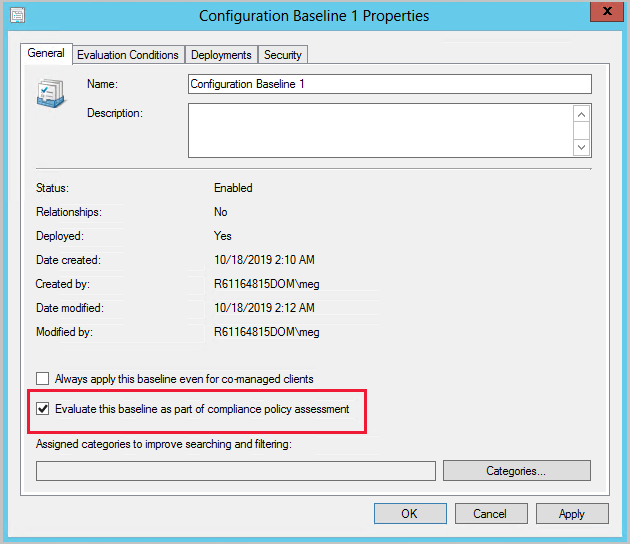 Configuration Baseline 1 Properties
x
General Evaluation Conditions Deployments Security
Name: Configuration Baseline 1
Description:
Status: Enabled
Relationships: No
Deployed: Yes
Date created: 10/18/2019 2:10 AM
Created by: R61164815DOM\meg
Date modified: 10/18/2019 2:12 AM
Modified by: R61164815DOM\meg
Always apply this baseline even for co-managed clients
Evaluate this baseline as part of compliance policy assessment
Assigned categories to improve searching and filtering:
Categories...
OK Cancel Apply